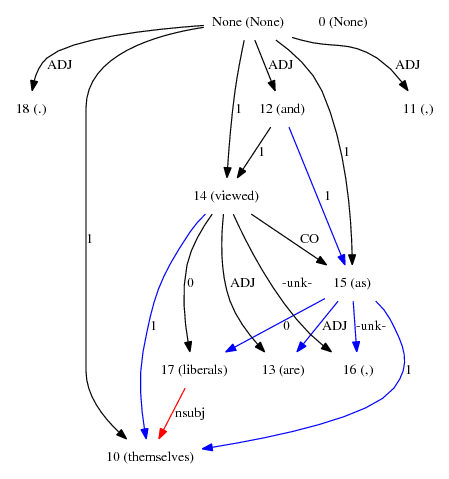 None (None) 0 (None)
ADJ ADJ ADJ
18 (.) 12 (and) 11 (,)
1
1 1
1
14 (viewed)
1
CO
1 0 ADJ -unk- 15 (as)
1 0 ADJ -unk-
1
17 (liberals) 13 (are) 16 (,)
nsubj
10 (themselves)